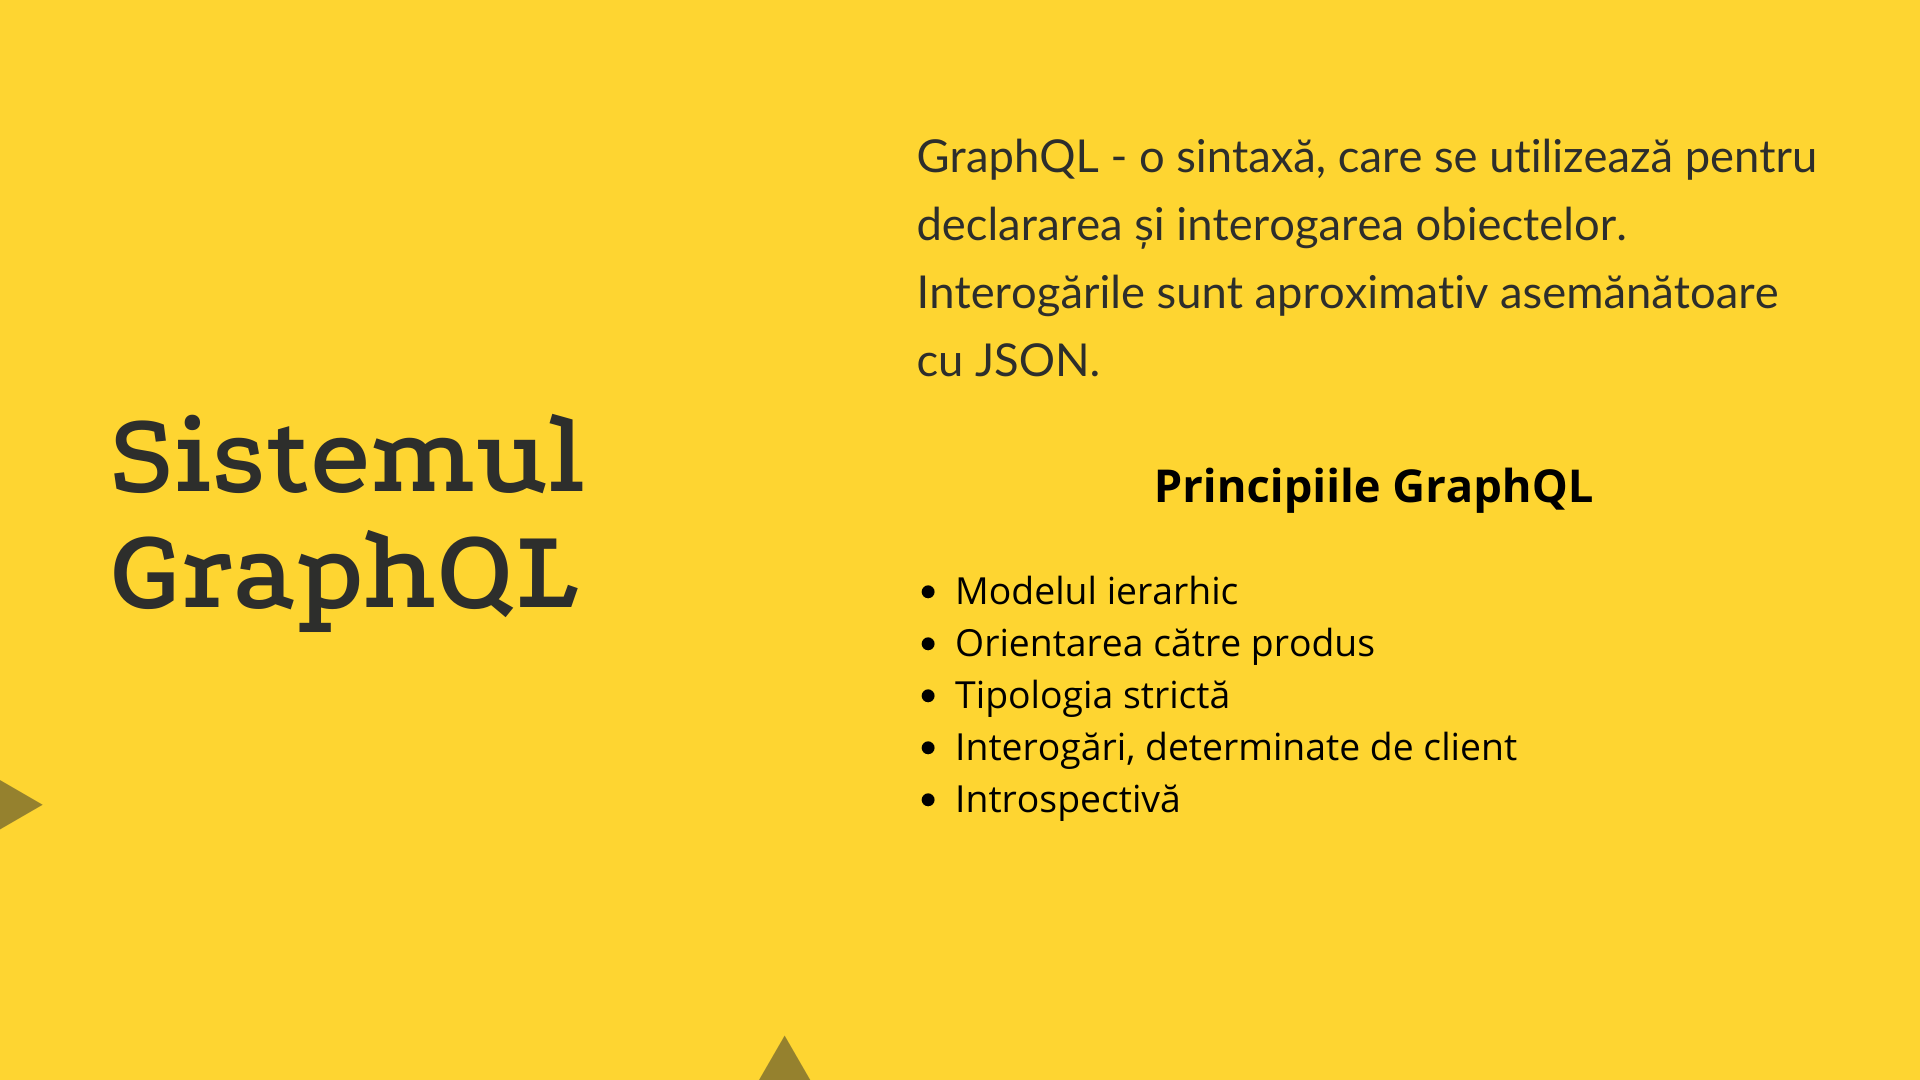 Sistemul
GraphQL
GraphQL - o sintaxă, care se utilizează pentru
declararea și interogarea obiectelor.
Interogările sunt aproximativ asemănătoare
cu JSON.
Principiile GraphQL
• Modelul ierarhic
• Orientarea către produs
• Tipologia strictă
• Interogări, determinate de client
• Introspectivă